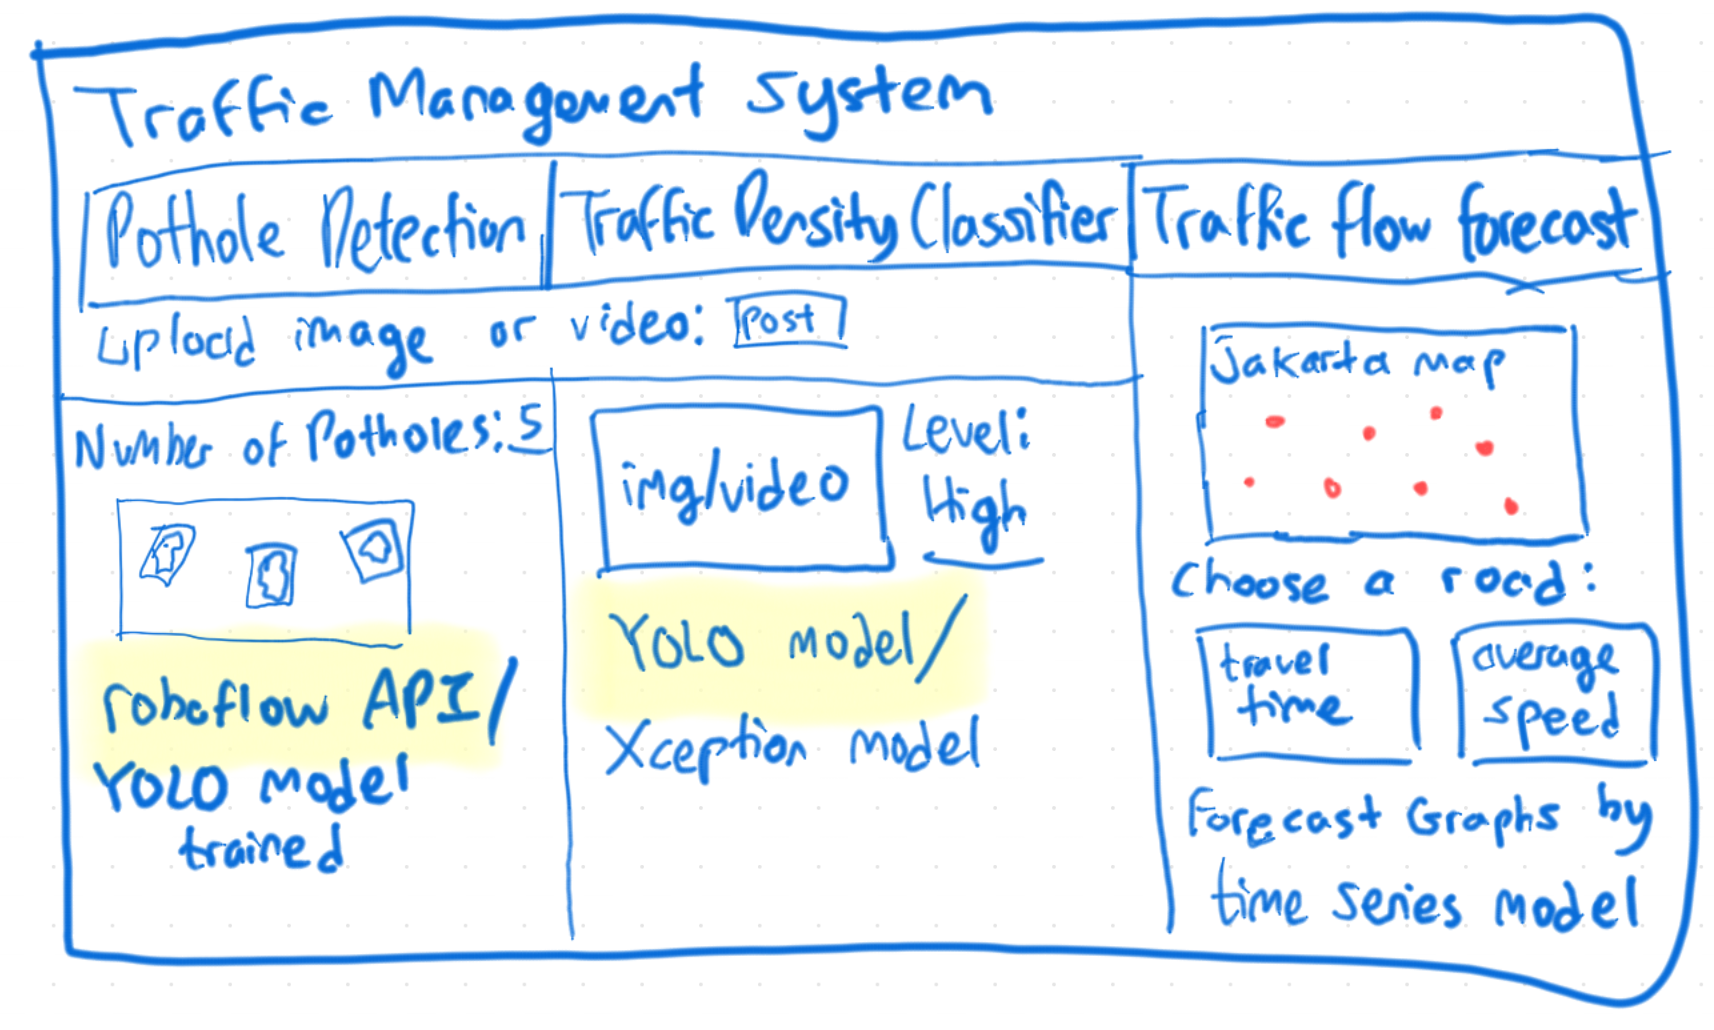 Traffic Management System
Pothole Detection
Traffic Density Classifier
Traffic flow forecast
Upload image or video: Post
Number of Potholes: 5
roboflow API/
YOLO model
trained
img/video
Level:
High
YOLO model/
Xception model
Jakarta map
choose a road:
travel
time
average
speed
Forecast Graphs by
time series model